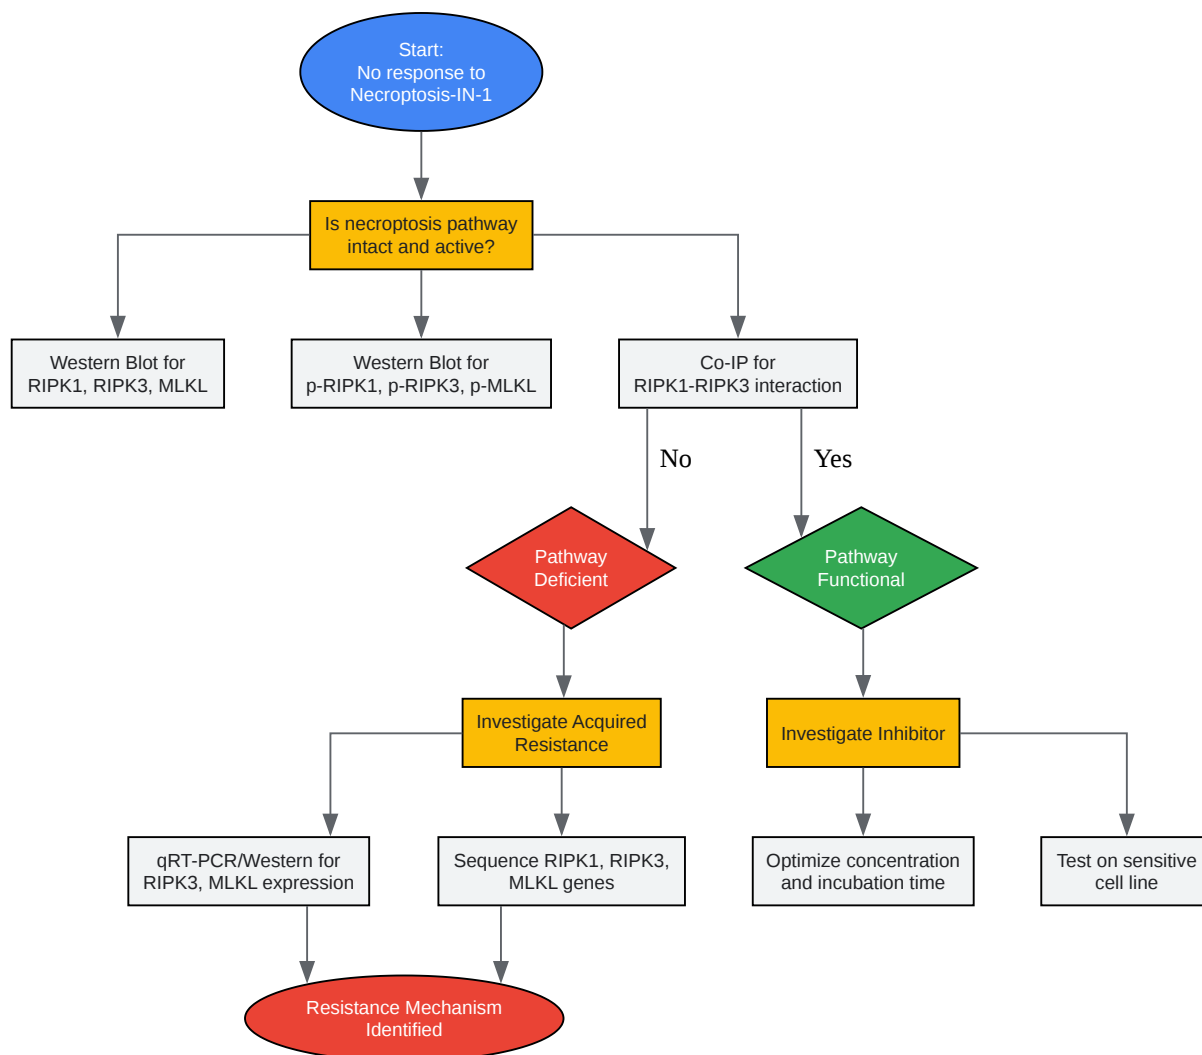 Start:
No response to
Necroptosis-IN-1
Is necroptosis pathway
intact and active?
Western Blot for
RIPK1, RIPK3, MLKL
Western Blot for
p-RIPK1, p-RIPK3, p-MLKL
Co-IP for
RIPK1-RIPK3 interaction
No
Yes
Pathway
Deficient
Pathway
Functional
Investigate Acquired
Resistance
Investigate Inhibitor
qRT-PCR/Western for
RIPK3, MLKL expression
Sequence RIPK1, RIPK3,
MLKL genes
Optimize concentration
and incubation time
Test on sensitive
cell line
Resistance Mechanism
Identified